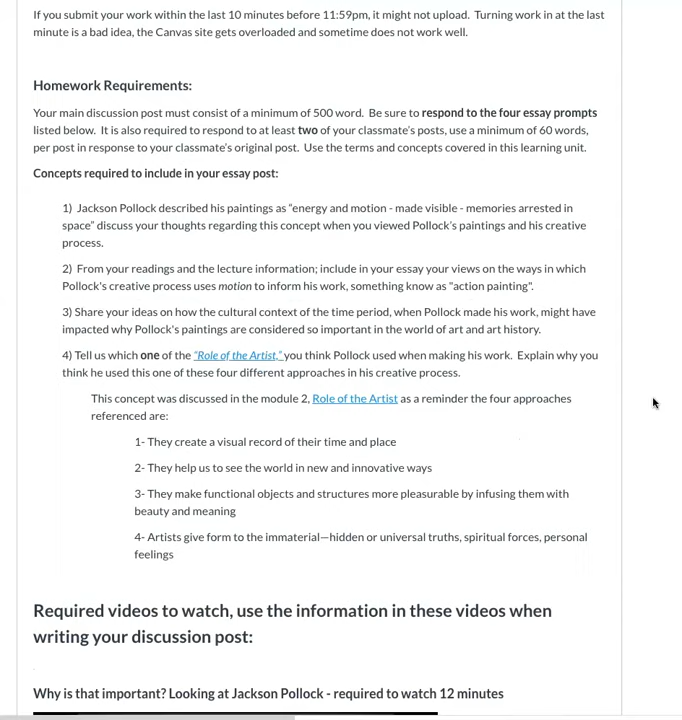 If you submit your work within the last 10 minutes before 11:59pm, it might not upload.  Turning work in at the last
minute is a bad idea, the Canvas site gets overloaded and sometime does not work well.
Homework Requirements:
Your main discussion post must consist of a minimum of 500 word.  Be sure to respond to the four essay prompts
listed below.  It is also required to respond to at least two of your classmate's posts, use a minimum of 60 words,
per post in response to your classmate's original post.  Use the terms and concepts covered in this learning unit.
Concepts required to include in your essay post:
1)  Jackson Pollock described his paintings as "energy and motion - made visible - memories arrested in
space" discuss your thoughts regarding this concept when you viewed Pollock's paintings and his creative
process.
2)  From your readings and the lecture information; include in your essay your views on the ways in which
Pollock's creative process uses motion to inform his work, something know as "action painting".
3) Share your ideas on how the cultural context of the time period, when Pollock made his work, might have
impacted why Pollock's paintings are considered so important in the world of art and art history.
4) Tell us which one of the "Role of the Artist," you think Pollock used when making his work.  Explain why you
think he used this one of these four different approaches in his creative process.
This concept was discussed in the module 2, Role of the Artist as a reminder the four approaches
referenced are:
1- They create a visual record of their time and place
2- They help us to see the world in new and innovative ways
3- They make functional objects and structures more pleasurable by infusing them with
beauty and meaning
4- Artists give form to the immaterial—hidden or universal truths, spiritual forces, personal
feelings
Required videos to watch, use the information in these videos when
writing your discussion post:
Why is that important? Looking at Jackson Pollock - required to watch 12 minutes